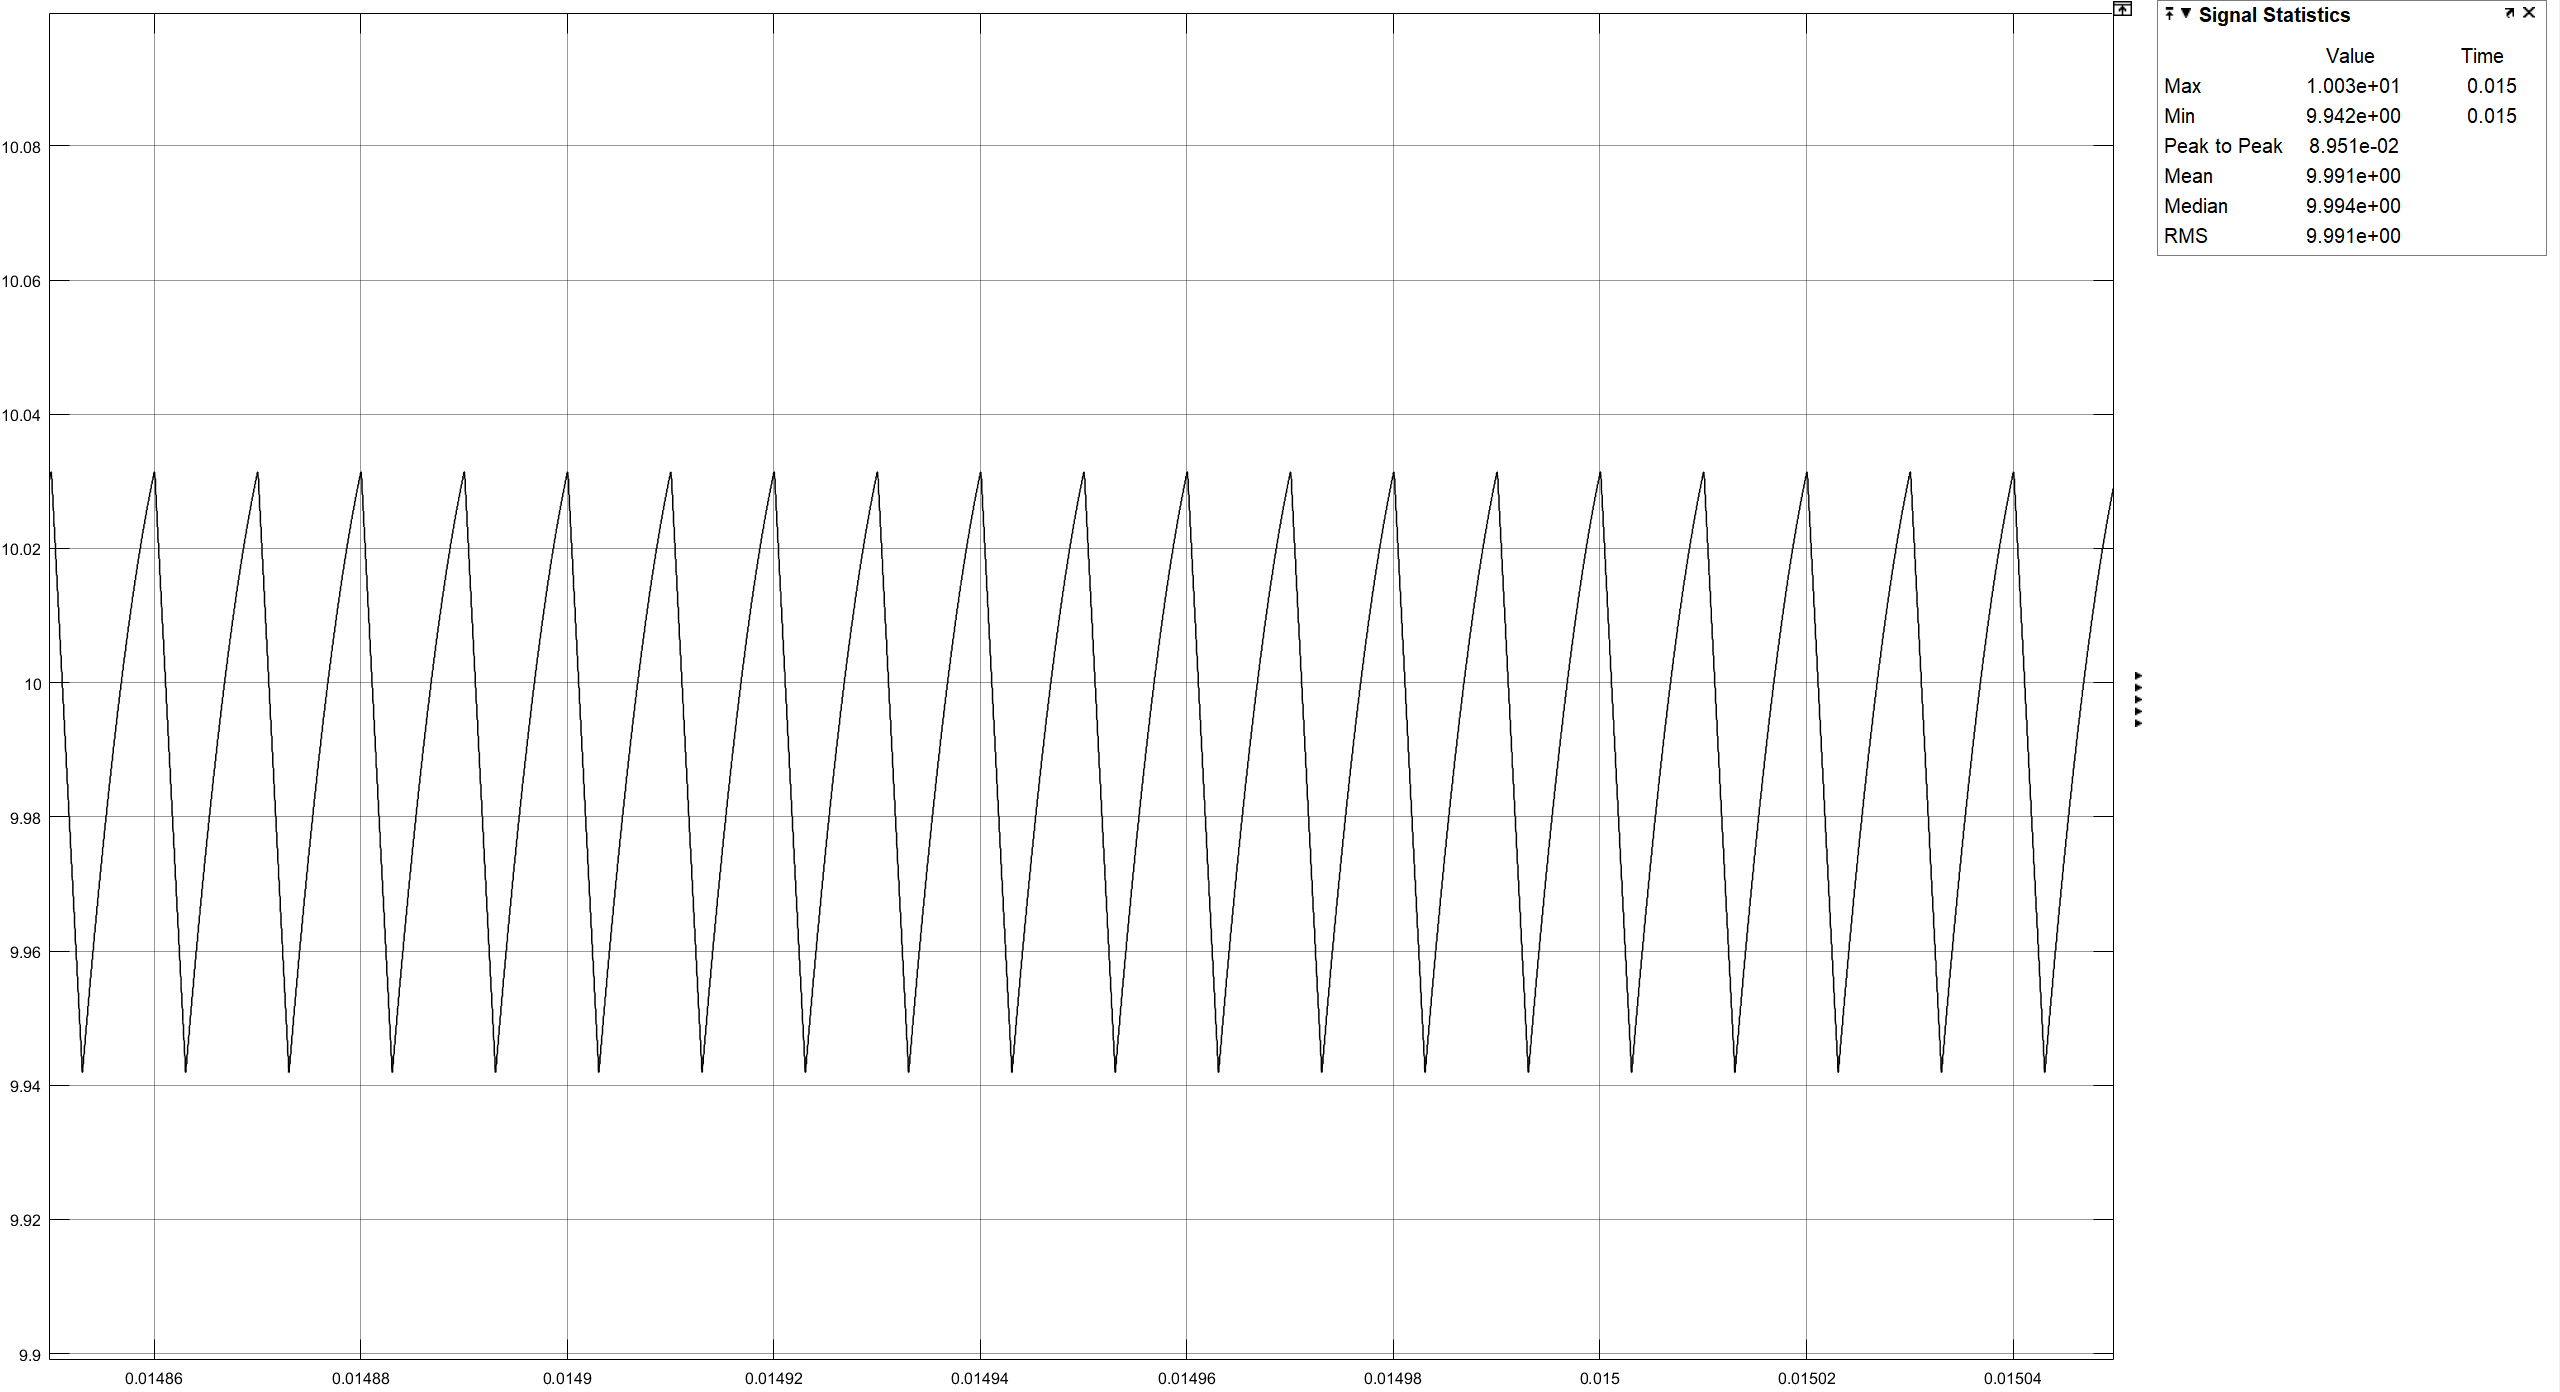 10.08
10.06
10.04
10.02
10
9.98
9.96
9.94
9.92
9.9
0.01486 0.01488 0.0149 0.01492 0.01494 0.01496 0.01498 0.015 0.01502 0.01504
Signal Statistics
Value Time
Max 1.003e+01 0.015
Min 9.942e+00 0.015
Peak to Peak 8.951e-02
Mean 9.991e+00
Median 9.994e+00
RMS 9.991e+00